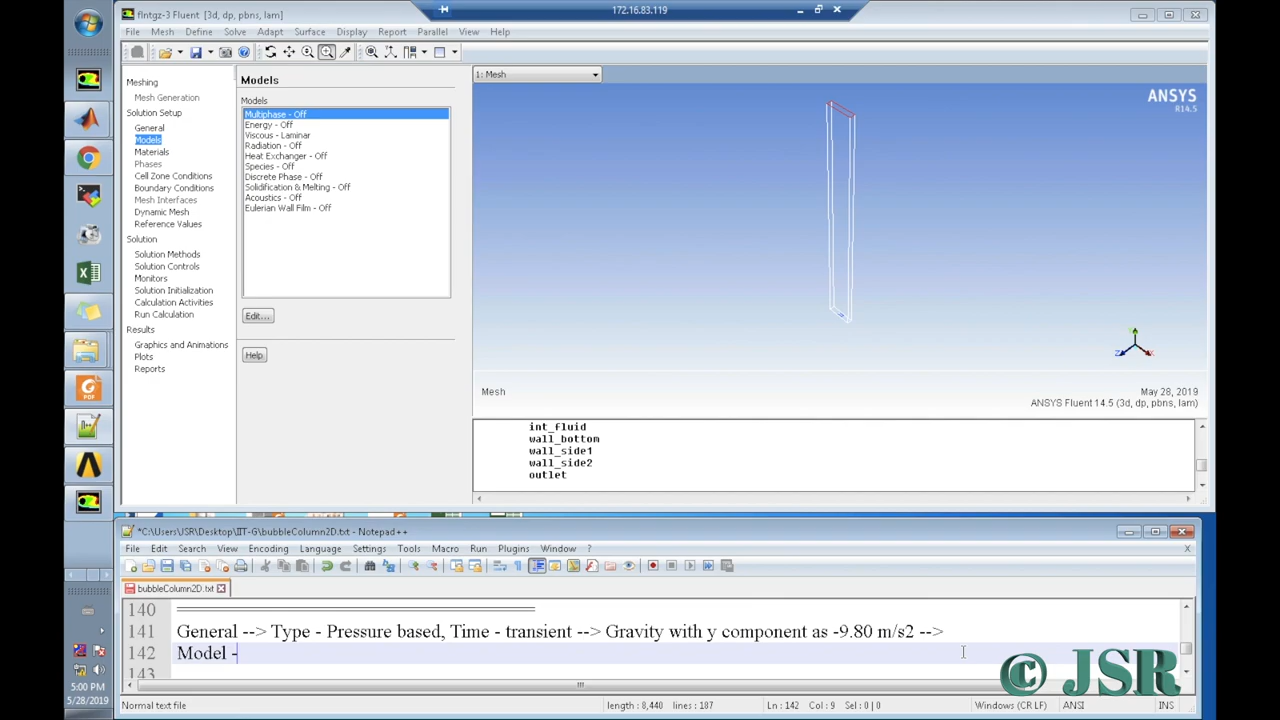 172.16.83.119
flntgz-3 Fluent [3d, dp, pbns, lam]
File Mesh Define Solve Adapt Surface Display Report Parallel View Help
Meshing
Mesh Generation
Solution Setup
General
Models
Materials
Phases
Cell Zone Conditions
Boundary Conditions
Mesh Interfaces
Dynamic Mesh
Reference Values
Solution
Solution Methods
Solution Controls
Monitors
Solution Initialization
Calculation Activities
Run Calculation
Results
Graphics and Animations
Plots
Reports
Models
Models
Multiphase - Off
Energy - Off
Viscous - Laminar
Radiation - Off
Heat Exchanger - Off
Species - Off
Discrete Phase - Off
Solidification & Melting - Off
Acoustics - Off
Eulerian Wall Film - Off
Edit...
Help
1: Mesh
ANSYS
R14.5
Y
Z
X
Mesh
May 28, 2019
ANSYS Fluent 14.5 (3d, dp, pbns, lam)
int_fluid
wall_bottom
wall_side1
wall_side2
outlet
*C:\Users\JSR\Desktop\IIT-G\bubbleColumn2D.txt - Notepad++
File Edit Search View Encoding Language Settings Tools Macro Run Plugins Window ?
X
bubbleColumn2D.txt
140 ================================
141 General --> Type - Pressure based, Time - transient --> Gravity with y component as -9.80 m/s2 -->
142 Model -
143
Normal text file length : 8,440 lines : 187 Ln : 142 Col : 9 Sel : 0 | 0 Windows (CR LF) ANSI INS
PDF
5:00 PM
5/28/2019
© JSR